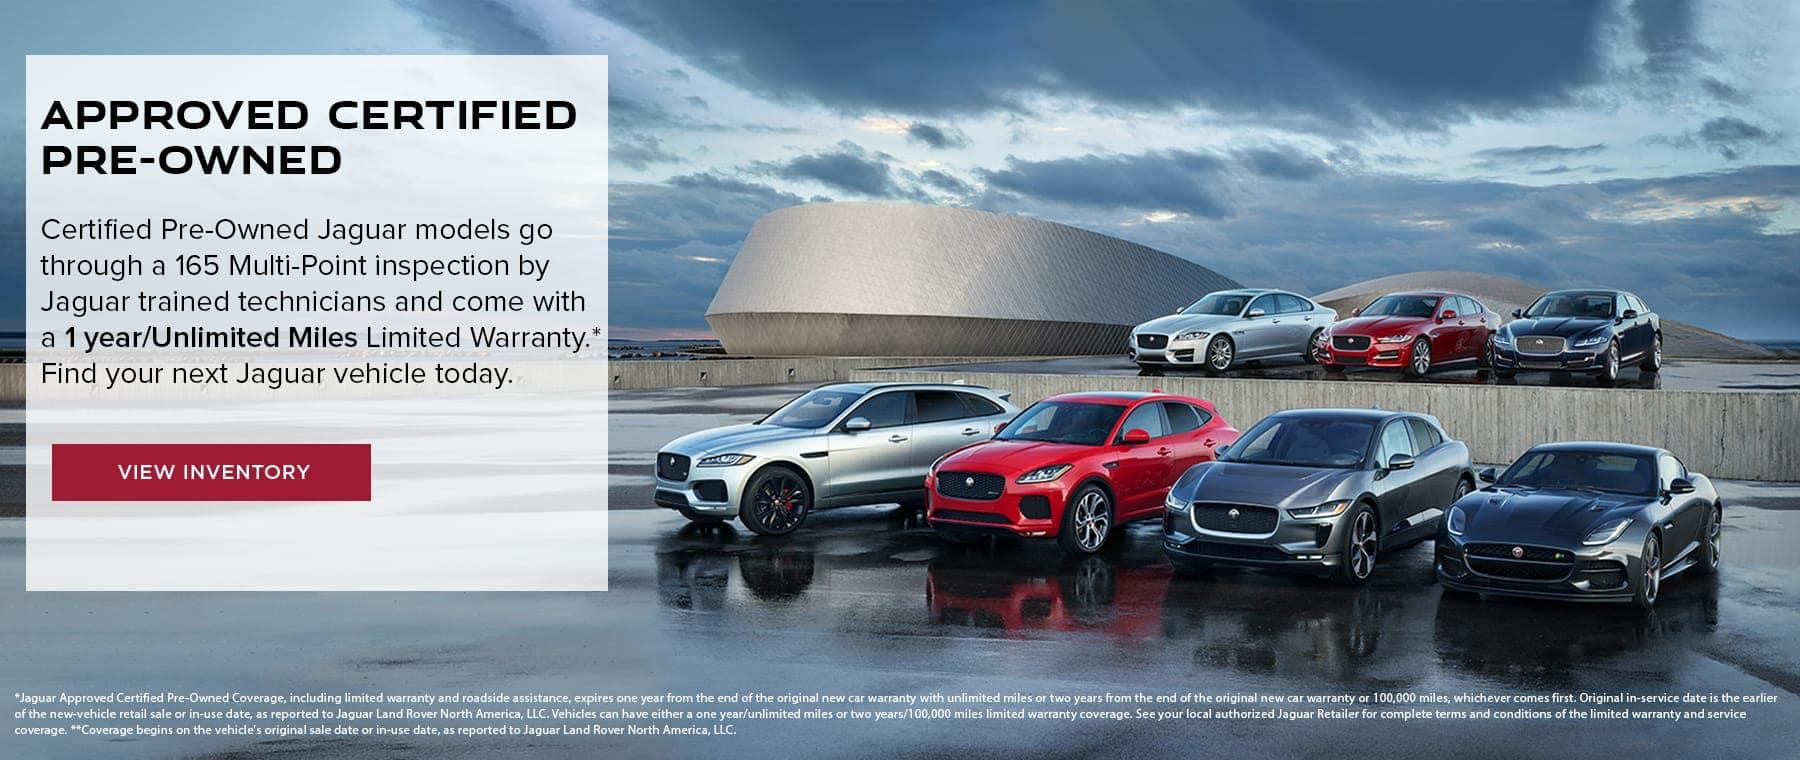 APPROVED CERTIFIED
PRE-OWNED
Certified Pre-Owned Jaguar models go
through a 165 Multi-Point inspection by
Jaguar trained technicians and come with
a 1 year/Unlimited Miles Limited Warranty.*
Find your next Jaguar vehicle today.
VIEW INVENTORY
*Jaguar Approved Certified Pre-Owned Coverage, including limited warranty and roadside assistance, expires one year from the end of the original new car warranty with unlimited miles or two years from the end of the original new car warranty or 100,000 miles, whichever comes first. Original in-service date is the earlier
of the new-vehicle retail sale or in-use date, as reported to Jaguar Land Rover North America, LLC. Vehicles can have either a one year/unlimited miles or two years/100,000 miles limited warranty coverage. See your local authorized Jaguar Retailer for complete terms and conditions of the limited warranty and service
coverage. **Coverage begins on the vehicle's original sale date or in-use date, as reported to Jaguar Land Rover North America, LLC.